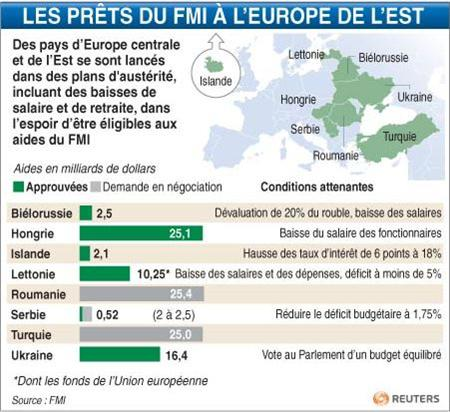 LES PRÊTS DU FMI À L'EUROPE DE L'EST
Des pays d'Europe centrale
et de l'Est se sont lancés
dans des plans d'austérité,
incluant des baisses de
salaire et de retraite, dans
l'espoir d'être éligibles aux
aides du FMI
Islande
Lettonie
Biélorussie
Hongrie
Ukraine
Serbie
Turquie
Roumanie
Aides en milliards de dollars
Approuvées Demande en négociation Conditions attenantes
Biélorussie 2,5 Dévaluation de 20% du rouble, baisse des salaires
Hongrie 25,1 Baisse du salaire des fonctionnaires
Islande 2,1 Hausse des taux d'intérêt de 6 points à 18%
Lettonie 10,25* Baisse des salaires et des dépenses, déficit à moins de 5%
Roumanie 25,4
Serbie 0,52 (2 à 2,5) Réduire le déficit budgétaire à 1,75%
Turquie 25,0
Ukraine 16,4 Vote au Parlement d'un budget équilibré
*Dont les fonds de l'Union européenne
Source : FMI
REUTERS